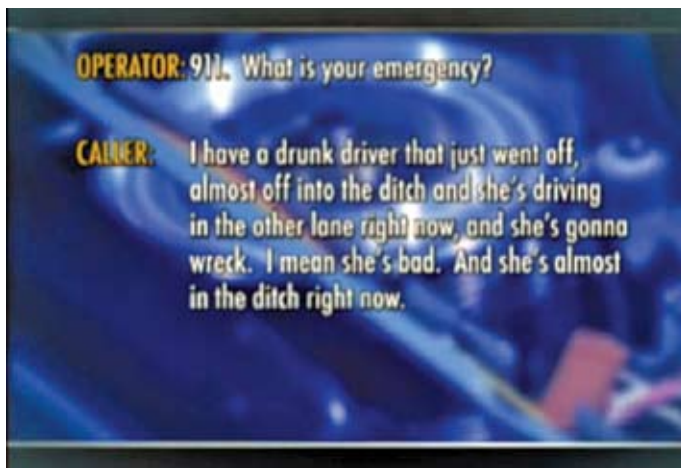 OPERATOR: 911. What is your emergency?
CALLER: I have a drunk driver that just went off,
almost off into the ditch and she's driving
in the other lane right now, and she's gonna
wreck. I mean she's bad. And she's almost
in the ditch right now.